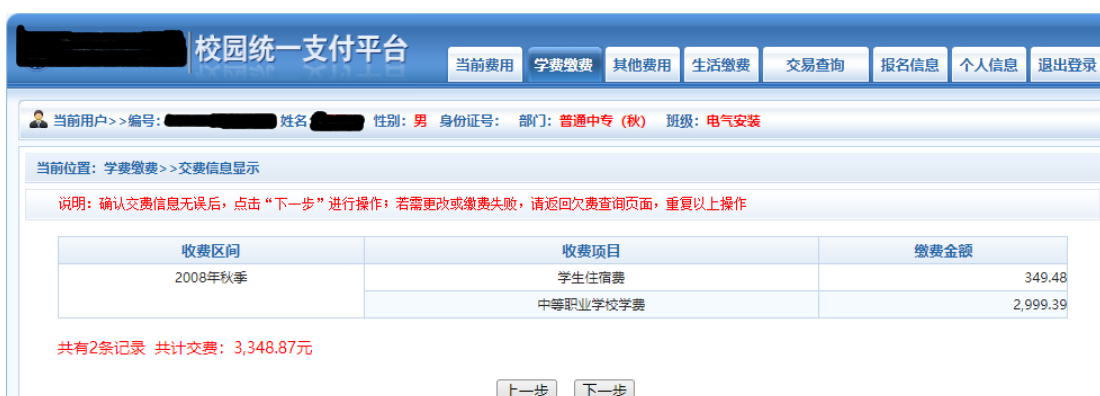 校园统一支付平台
当前费用 学费缴费 其他费用 生活缴费 交易查询 报名信息 个人信息 退出登录
当前用户>>编号: 姓名: 性别: 男 身份证号: 部门: 普通中专 (秋) 班级: 电气安装
当前位置: 学费缴费>>交费信息显示
说明: 确认交费信息无误后，点击“下一步”进行操作；若需更改或缴费失败，请返回欠费查询页面，重复以上操作
收费区间 收费项目 缴费金额
2008年秋季 学生住宿费 349.48
中等职业学校学费 2,999.39
共有2条记录 共计交费: 3,348.87元
上一步 下一步